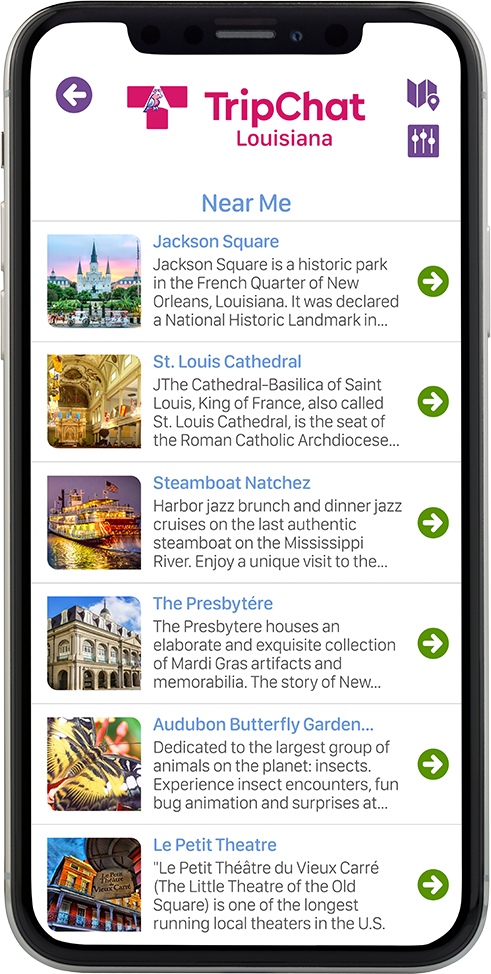 TripChat
Louisiana
Near Me
Jackson Square
Jackson Square is a historic park
in the French Quarter of New
Orleans, Louisiana. It was declared
a National Historic Landmark in...
St. Louis Cathedral
JThe Cathedral-Basilica of Saint
Louis, King of France, also called
St. Louis Cathedral, is the seat of
the Roman Catholic Archdiocese...
Steamboat Natchez
Harbor jazz brunch and dinner jazz
cruises on the last authentic
steamboat on the Mississippi
River. Enjoy a unique visit to the...
The Presbytére
The Presbytere houses an
elaborate and exquisite collection
of Mardi Gras artifacts and
memorabilia. The story of New...
Audubon Butterfly Garden...
Dedicated to the largest group of
animals on the planet: insects.
Experience insect encounters, fun
bug animation and surprises at...
Le Petit Theatre
"Le Petit Théâtre du Vieux Carré
(The Little Theatre of the Old
Square) is one of the longest
running local theaters in the U.S.
Le Petit
Théâtre
du
Vieux Carré